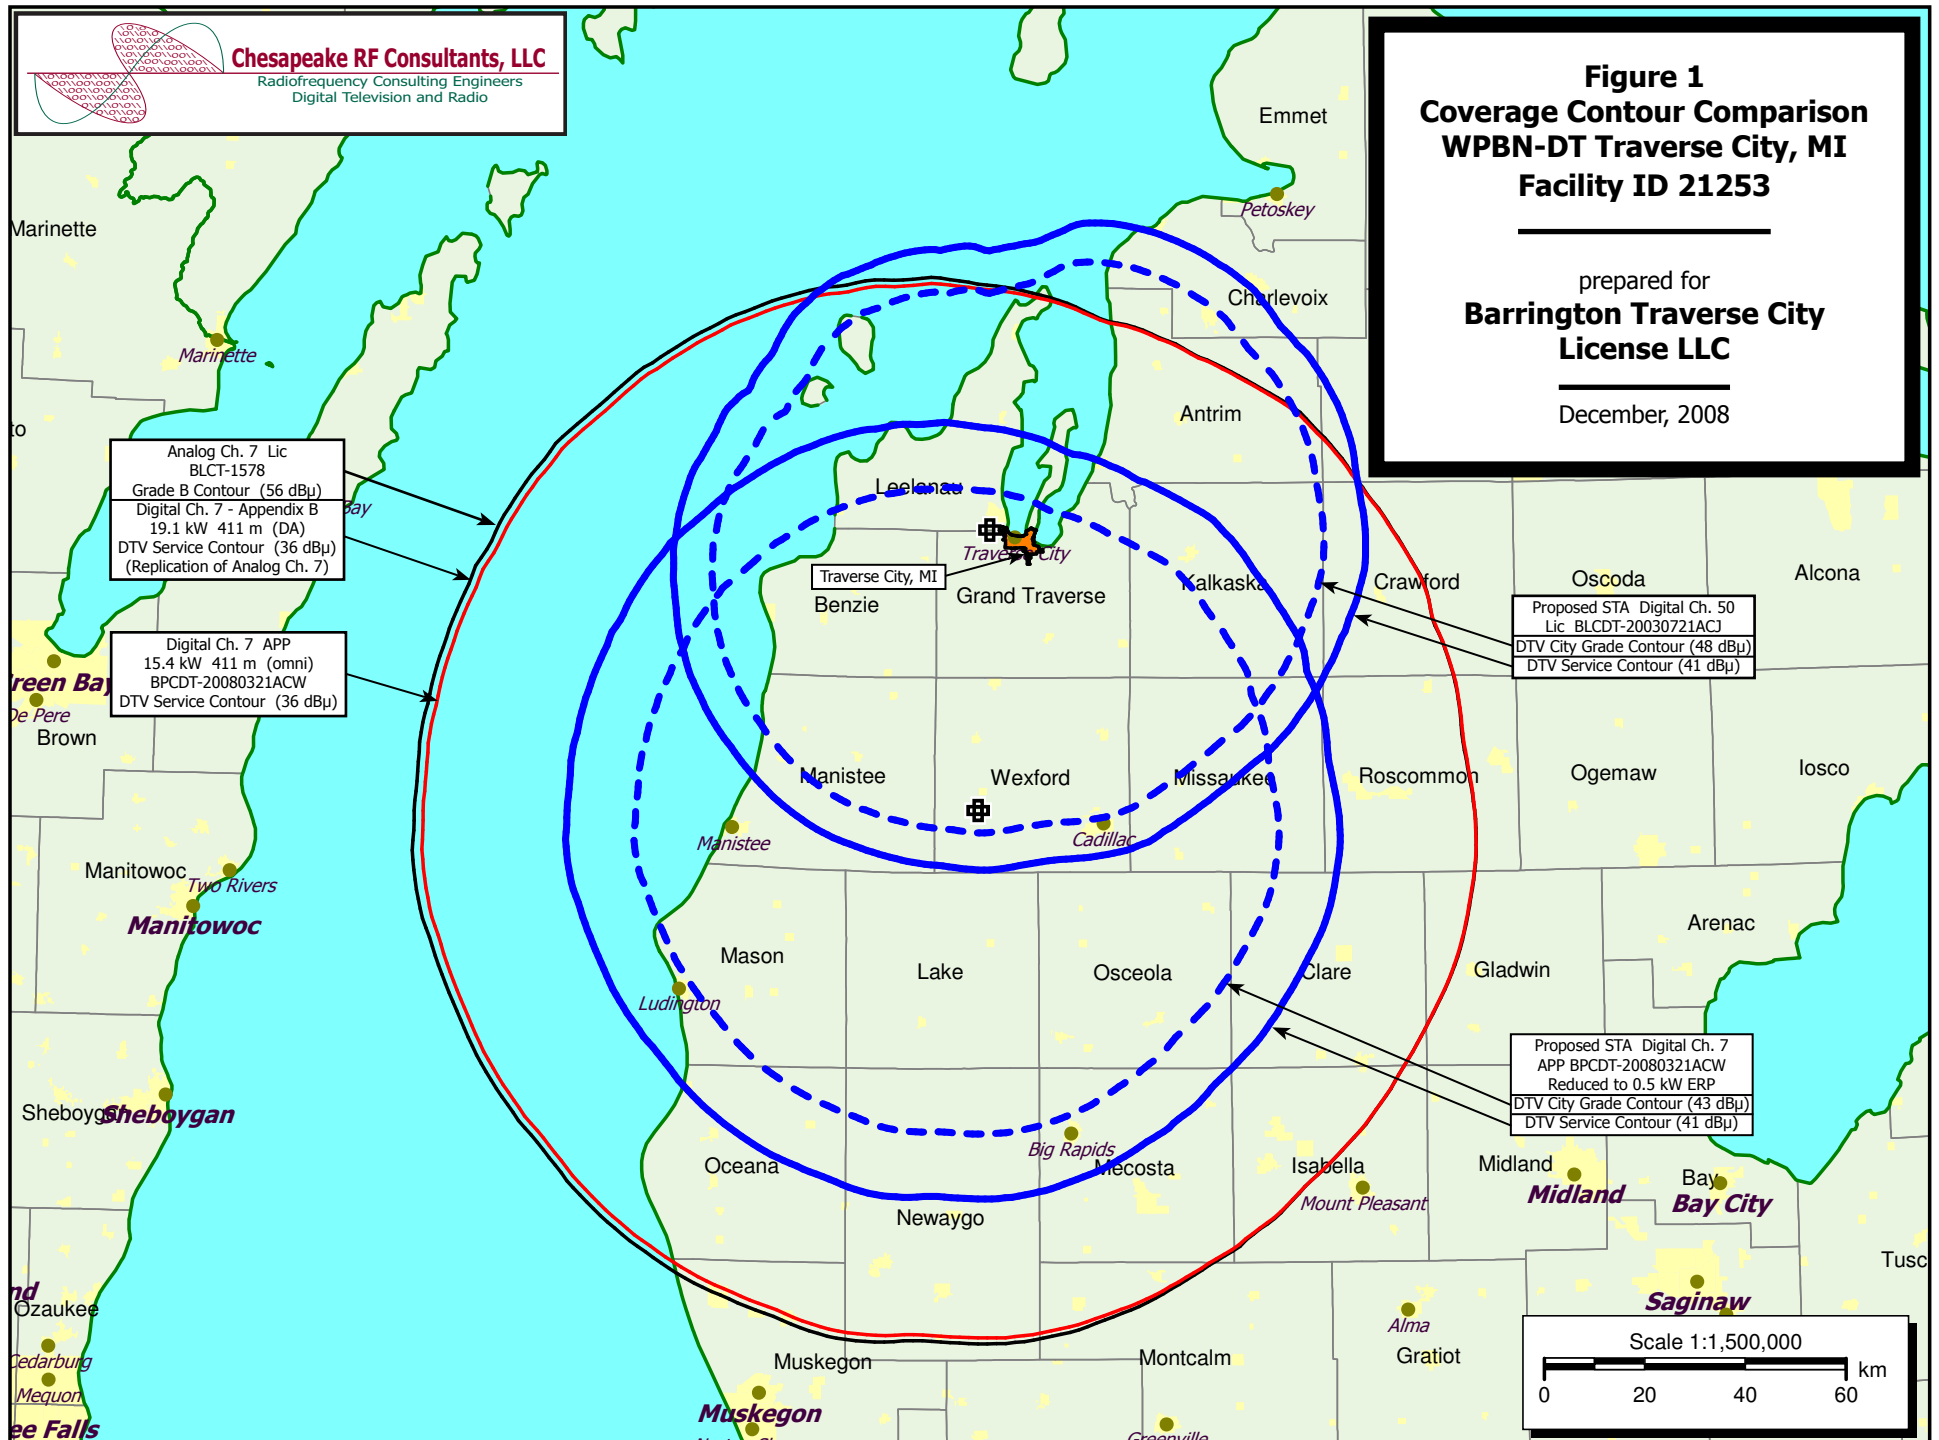 Chesapeake RF Consultants, LLC
Radiofrequency Consulting Engineers
Digital Television and Radio
Figure 1
Coverage Contour Comparison
WPBN-DT Traverse City, MI
Facility ID 21253
prepared for
Barrington Traverse City
License LLC
December, 2008
Emmet
Petoskey
Charlevoix
Marinette
Marinette
to
Antrim
Analog Ch. 7 Lic
BLCT-1578
Grade B Contour (56 dBµ)
Digital Ch. 7 - Appendix B
19.1 kW 411 m (DA)
DTV Service Contour (36 dBµ)
(Replication of Analog Ch. 7)
Bay
Leelanau
Traverse City
Traverse City, MI
Benzie
Grand Traverse
Kalkaska
Crawford
Oscoda
Alcona
Proposed STA Digital Ch. 50
Lic BLCDT-20030721ACJ
DTV City Grade Contour (48 dBµ)
DTV Service Contour (41 dBµ)
Digital Ch. 7 APP
15.4 kW 411 m (omni)
BPCDT-20080321ACW
DTV Service Contour (36 dBµ)
reen Bay
De Pere
Brown
Manistee
Wexford
Missaukee
Roscommon
Ogemaw
Iosco
Manistee
Cadillac
Manitowoc
Two Rivers
Manitowoc
Arenac
Mason
Lake
Osceola
Clare
Gladwin
Ludington
Proposed STA Digital Ch. 7
APP BPCDT-20080321ACW
Reduced to 0.5 kW ERP
DTV City Grade Contour (43 dBµ)
DTV Service Contour (41 dBµ)
Sheboygan
Sheboygan
Big Rapids
Oceana
Mecosta
Isabella
Midland
Bay
Mount Pleasant
Midland
Bay City
Newaygo
Tusc
nd
Ozaukee
Saginaw
Alma
Cedarburg
Mequon
Muskegon
Montcalm
Gratiot
Muskegon
ee Falls
Greenville
Scale 1:1,500,000
km
0 20 40 60